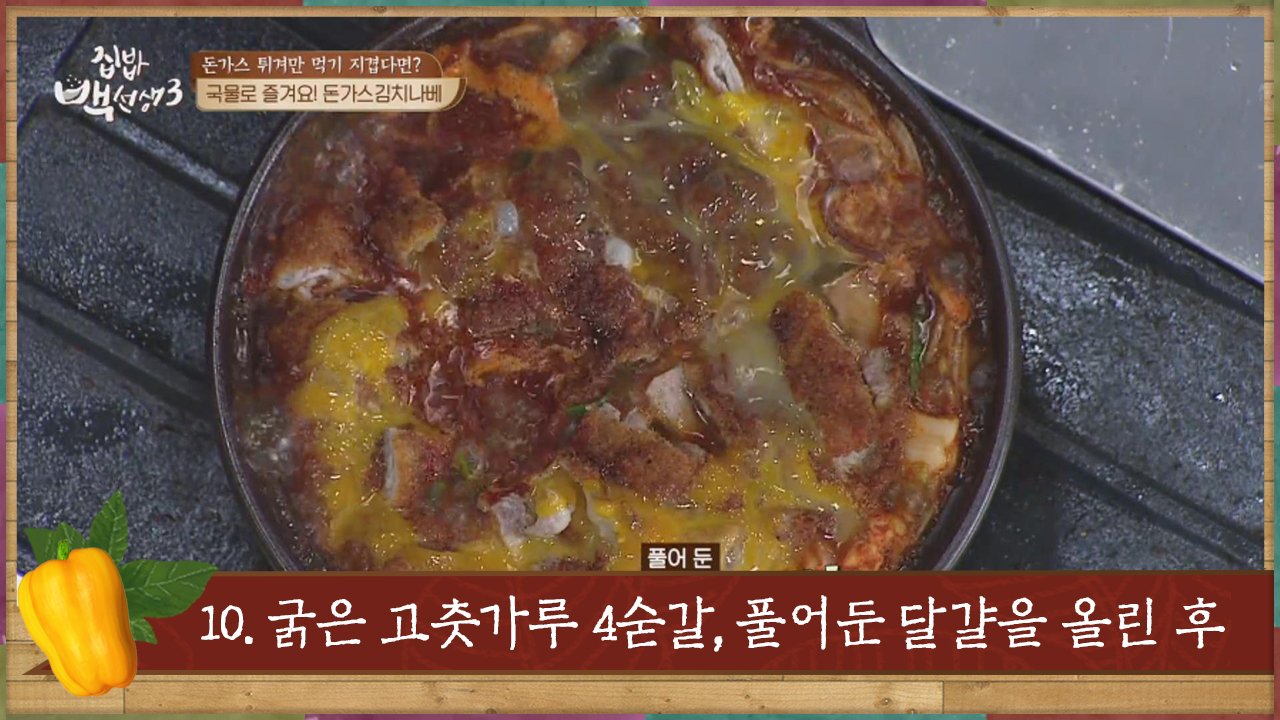 집밥
백선생3
돈가스 튀겨만 먹기 지겹다면?
국물로 즐겨요! 돈가스김치나베
풀어 둔
10. 굵은 고춧가루 4숟갈, 풀어둔 달걀을 올린 후